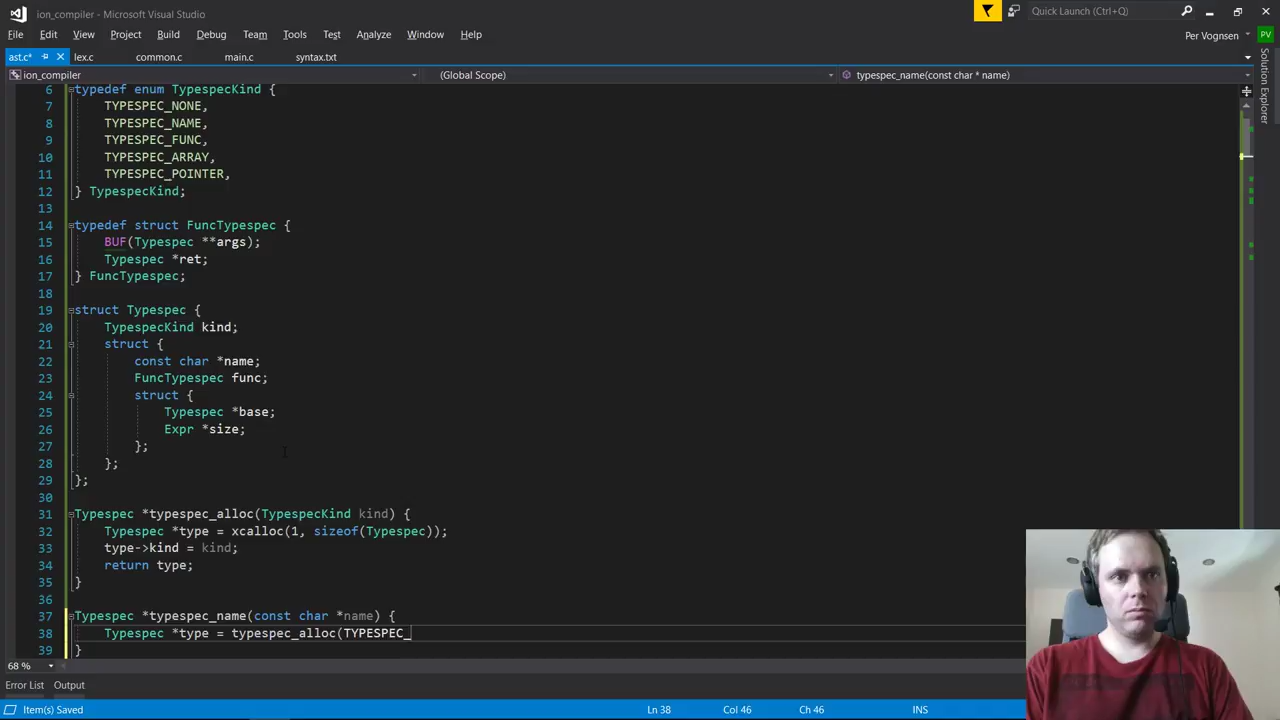 ion_compiler - Microsoft Visual Studio
Quick Launch (Ctrl+Q)
File Edit View Project Build Debug Team Tools Test Analyze Window Help
Per Vognsen PV
ast.c* lex.c common.c main.c syntax.txt
ion_compiler (Global Scope) typespec_name(const char * name)
Solution Explorer
6 typedef enum TypespecKind {
7 TYPESPEC_NONE,
8 TYPESPEC_NAME,
9 TYPESPEC_FUNC,
10 TYPESPEC_ARRAY,
11 TYPESPEC_POINTER,
12 } TypespecKind;
13
14 typedef struct FuncTypespec {
15 BUF(Typespec **args);
16 Typespec *ret;
17 } FuncTypespec;
18
19 struct Typespec {
20 TypespecKind kind;
21 struct {
22 const char *name;
23 FuncTypespec func;
24 struct {
25 Typespec *base;
26 Expr *size;
27 };
28 };
29 };
30
31 Typespec *typespec_alloc(TypespecKind kind) {
32 Typespec *type = xcalloc(1, sizeof(Typespec));
33 type->kind = kind;
34 return type;
35 }
36
37 Typespec *typespec_name(const char *name) {
38 Typespec *type = typespec_alloc(TYPESPEC_
39 }
68 %
Error List Output
Item(s) Saved Ln 38 Col 46 Ch 46 INS